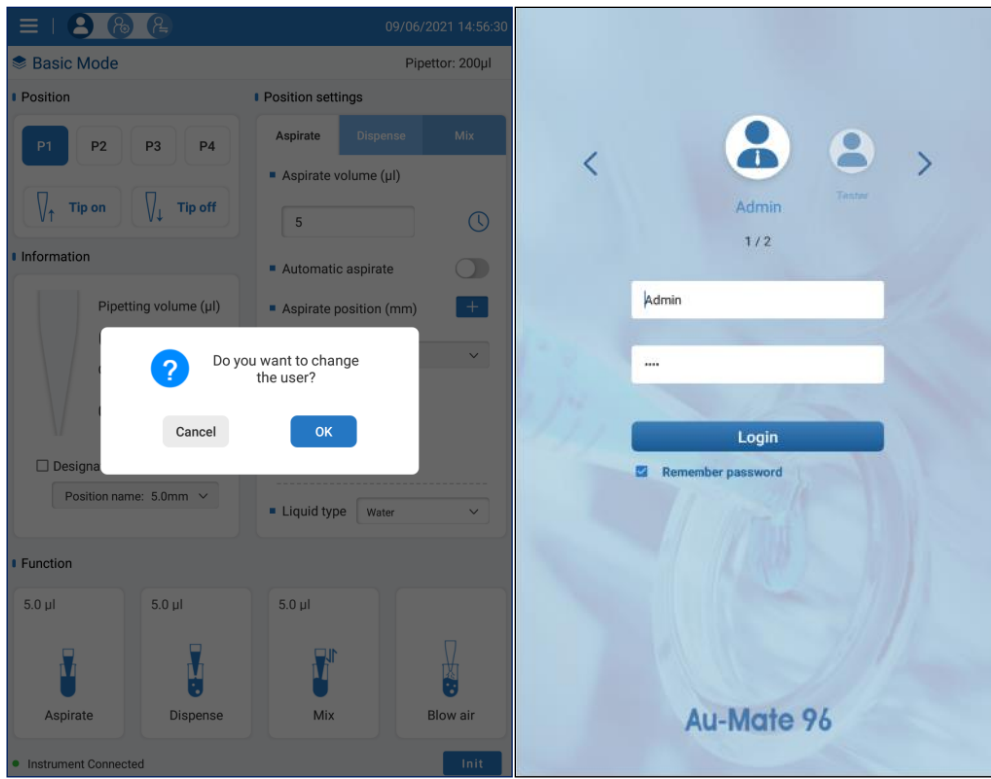 09/06/2021 14:56:30
Basic Mode
Pipettor: 200µl
Position
P1 P2 P3 P4
Tip on Tip off
Information
Pipetting volume (µl)
Designa
Position name: 5.0mm
Position settings
Aspirate Dispense Mix
Aspirate volume (µl)
5
Automatic aspirate
Aspirate position (mm)
Liquid type Water
Do you want to change
the user?
Cancel OK
Function
5.0 µl 5.0 µl 5.0 µl
Aspirate Dispense Mix Blow air
Instrument Connected
Init
Admin Tester
1 / 2
Admin
••••
Login
Remember password
Au-Mate 96